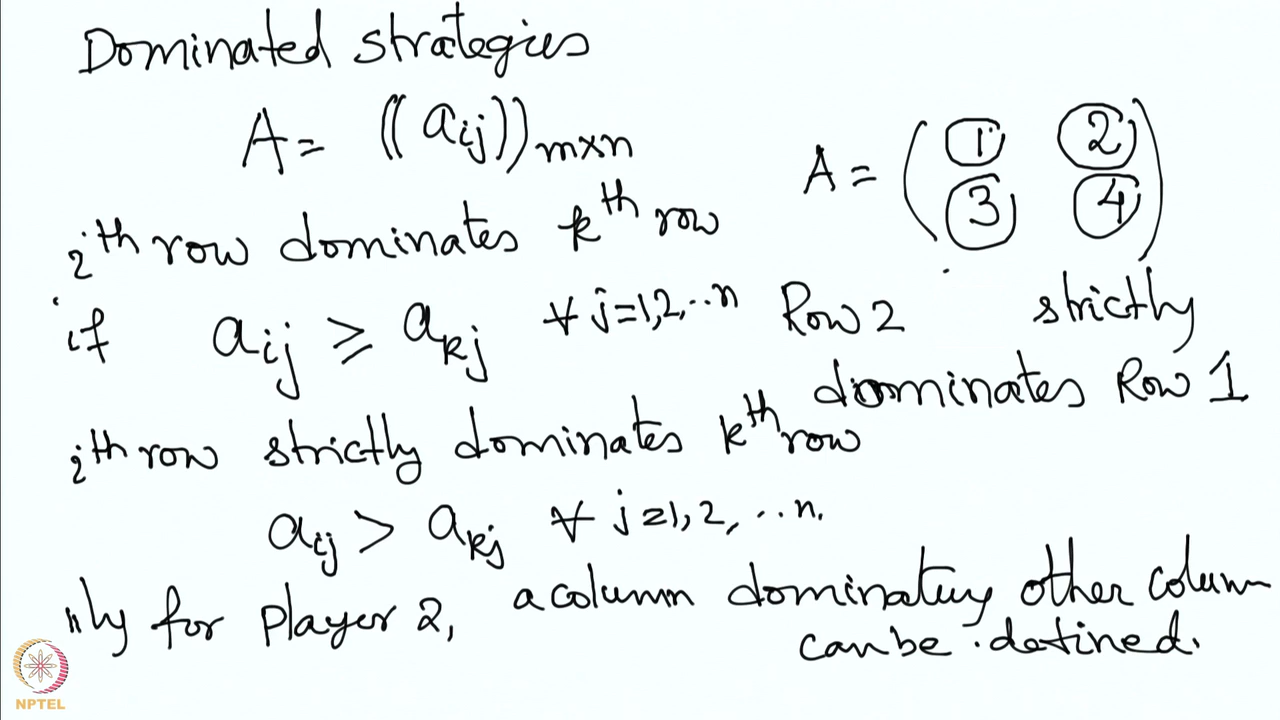 Dominated strategies
A = ((aij))m×n
A = ( 1 2
3 4 )
ith row dominates kth row
if aij ≥ akj ∀ j=1,2,..n
Row 2 strictly
dominates Row 1
ith row strictly dominates kth row
aij > akj ∀ j=1,2,..n.
"ly for player 2, a column dominating other column
can be defined.
NPTEL